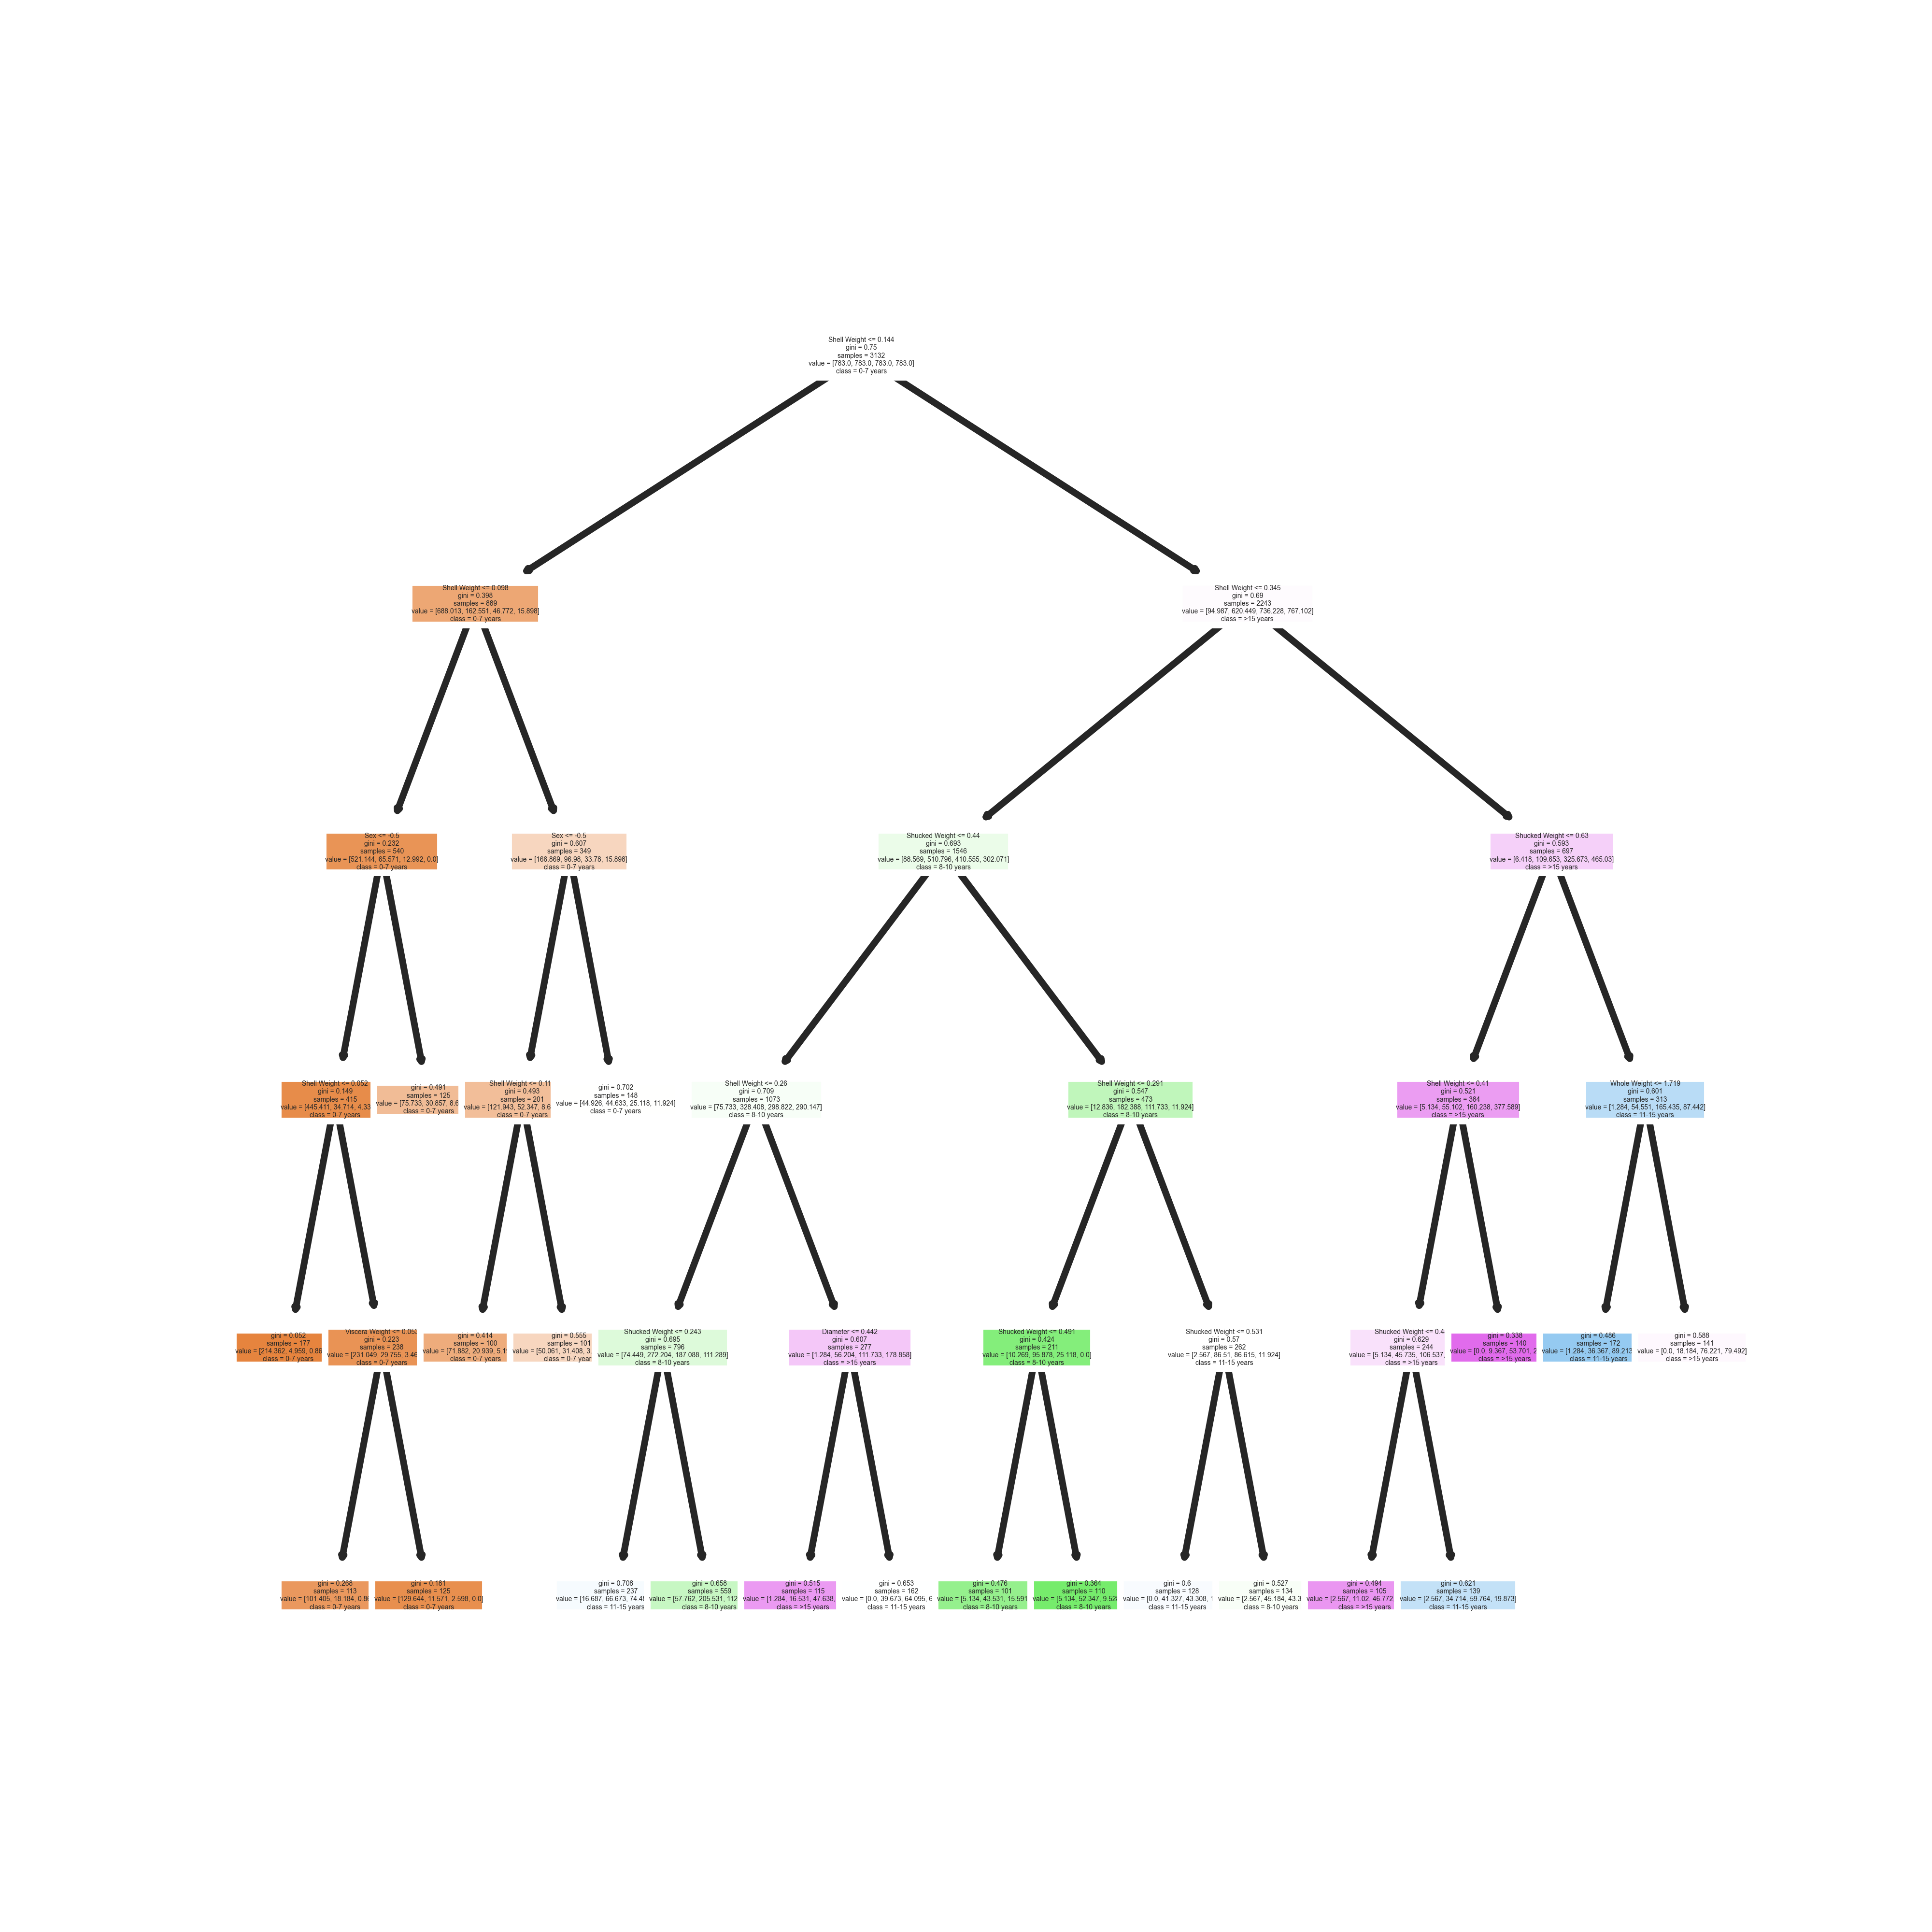 Shell Weight <= 0.144
gini = 0.75
samples = 3132
value = [783.0, 783.0, 783.0, 783.0]
class = 0-7 years
Shell Weight <= 0.098
gini = 0.398
samples = 889
value = [688.013, 162.551, 46.772, 15.898]
class = 0-7 years
Shell Weight <= 0.345
gini = 0.69
samples = 2243
value = [94.987, 620.449, 736.228, 767.102]
class = >15 years
Sex <= -0.5
gini = 0.232
samples = 540
value = [521.144, 65.571, 12.992, 0.0]
class = 0-7 years
Sex <= -0.5
gini = 0.607
samples = 349
value = [166.869, 96.98, 33.78, 15.898]
class = 0-7 years
Shucked Weight <= 0.44
gini = 0.693
samples = 1546
value = [88.569, 510.796, 410.555, 302.071]
class = 8-10 years
Shucked Weight <= 0.63
gini = 0.593
samples = 697
value = [6.418, 109.653, 325.673, 465.03]
class = >15 years
Shell Weight <= 0.052
gini = 0.149
samples = 415
value = [445.411, 34.714, 4.33
class = 0-7 years
gini = 0.491
samples = 125
value = [75.733, 30.857, 8.6
class = 0-7 years
Shell Weight <= 0.11
gini = 0.493
samples = 201
value = [121.943, 52.347, 8.6
class = 0-7 years
gini = 0.702
samples = 148
value = [44.926, 44.633, 25.118, 11.924]
class = 0-7 years
Shell Weight <= 0.26
gini = 0.709
samples = 1073
value = [75.733, 328.408, 298.822, 290.147]
class = 8-10 years
Shell Weight <= 0.291
gini = 0.547
samples = 473
value = [12.836, 182.388, 111.733, 11.924]
class = 8-10 years
Shell Weight <= 0.41
gini = 0.521
samples = 384
value = [5.134, 55.102, 160.238, 377.589]
class = >15 years
Whole Weight <= 1.719
gini = 0.601
samples = 313
value = [1.284, 54.551, 165.435, 87.442]
class = 11-15 years
gini = 0.052
samples = 177
value = [214.362, 4.959, 0.86
class = 0-7 years
Viscera Weight <= 0.05
gini = 0.223
samples = 238
value = [231.049, 29.755, 3.46
class = 0-7 years
gini = 0.414
samples = 100
value = [71.882, 20.939, 5.1
class = 0-7 years
gini = 0.555
samples = 101
value = [50.061, 31.408, 3.
class = 0-7 year
Shucked Weight <= 0.243
gini = 0.695
samples = 796
value = [74.449, 272.204, 187.088, 111.289]
class = 8-10 years
Diameter <= 0.442
gini = 0.607
samples = 277
value = [1.284, 56.204, 111.733, 178.858]
class = >15 years
Shucked Weight <= 0.491
gini = 0.424
samples = 211
value = [10.269, 95.878, 25.118, 0.0]
class = 8-10 years
Shucked Weight <= 0.531
gini = 0.57
samples = 262
value = [2.567, 86.51, 86.615, 11.924]
class = 11-15 years
Shucked Weight <= 0.4
gini = 0.629
samples = 244
value = [5.134, 45.735, 106.537,
class = >15 years
gini = 0.338
samples = 140
value = [0.0, 9.367, 53.701, 2
class = >15 years
gini = 0.486
samples = 172
value = [1.284, 36.367, 89.213
class = 11-15 years
gini = 0.588
samples = 141
value = [0.0, 18.184, 76.221, 79.492]
class = >15 years
gini = 0.268
samples = 113
value = [101.405, 18.184, 0.8
class = 0-7 years
gini = 0.181
samples = 125
value = [129.644, 11.571, 2.598, 0.0]
class = 0-7 years
gini = 0.708
samples = 237
value = [16.687, 66.673, 74.4
class = 11-15 years
gini = 0.658
samples = 559
value = [57.762, 205.531, 112
class = 8-10 years
gini = 0.515
samples = 115
value = [1.284, 16.531, 47.638,
class = >15 years
gini = 0.653
samples = 162
value = [0.0, 39.673, 64.095, 6
class = 11-15 years
gini = 0.476
samples = 101
value = [5.134, 43.531, 15.591
class = 8-10 years
gini = 0.364
samples = 110
value = [5.134, 52.347, 9.528
class = 8-10 years
gini = 0.6
samples = 128
value = [0.0, 41.327, 43.308, 1
class = 11-15 years
gini = 0.527
samples = 134
value = [2.567, 45.184, 43.3
class = 8-10 years
gini = 0.494
samples = 105
value = [2.567, 11.02, 46.772
class = >15 years
gini = 0.621
samples = 139
value = [2.567, 34.714, 59.764, 19.873]
class = 11-15 years